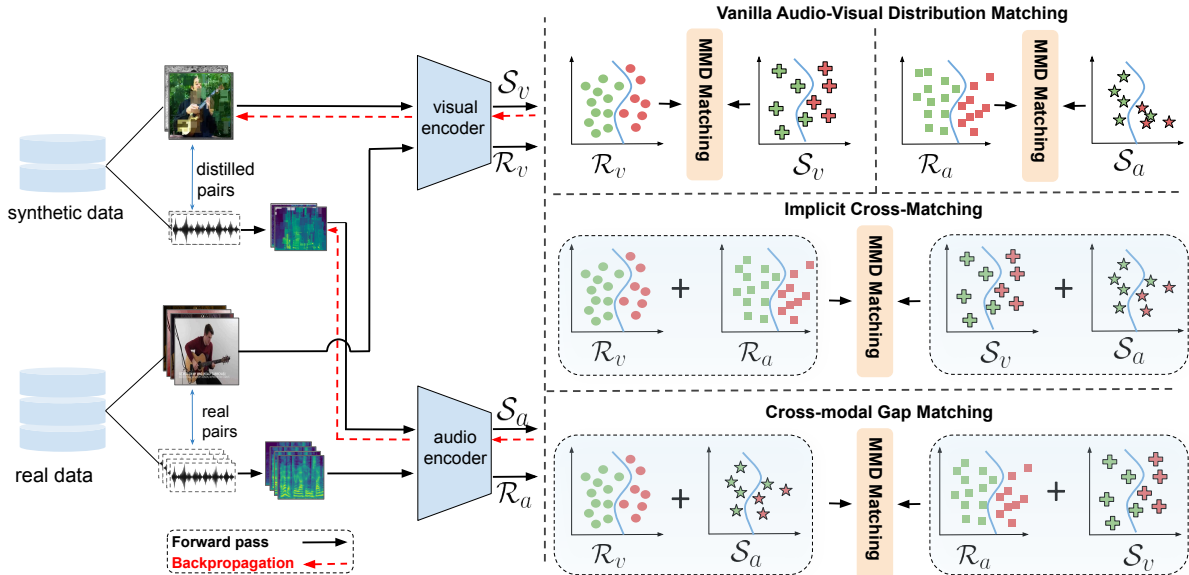 synthetic data
distilled
pairs
real data
real
pairs
visual
encoder
S_v
R_v
audio
encoder
S_a
R_a
Forward pass
Backpropagation
Vanilla Audio-Visual Distribution Matching
R_v
MMD Matching
S_v
R_a
MMD Matching
S_a
Implicit Cross-Matching
R_v
+
R_a
MMD Matching
S_v
+
S_a
Cross-modal Gap Matching
R_v
+
S_a
MMD Matching
R_a
+
S_v